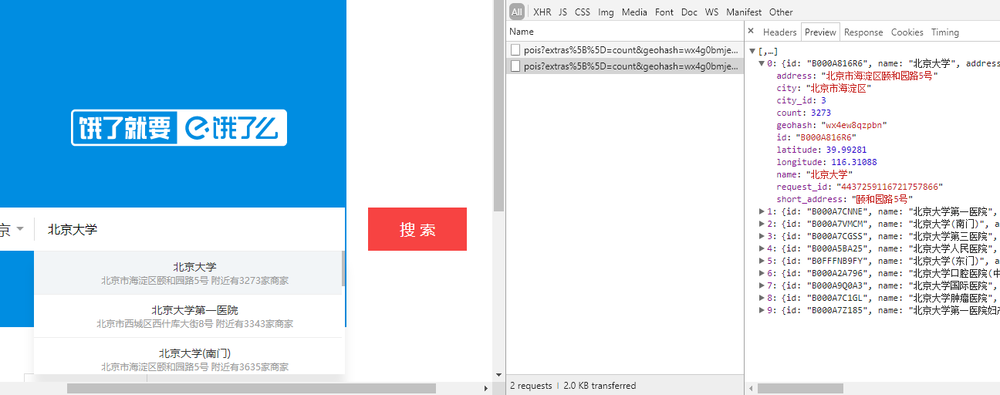 饿了就要 饿了么
京
北京大学
搜 索
北京大学
北京市海淀区颐和园路5号 附近有3273家商家
北京大学第一医院
北京市西城区西什库大街8号 附近有3343家商家
北京大学(南门)
北京市海淀区颐和园路5号 附近有3635家商家
All XHR JS CSS Img Media Font Doc WS Manifest Other
Name
pois?extras%5B%5D=count&geohash=wx4g0bmje...
pois?extras%5B%5D=count&geohash=wx4g0bmje...
2 requests | 2.0 KB transferred
× Headers Preview Response Cookies Timing
▼[,…]
▼0: {id: "B000A816R6", name: "北京大学", address
address: "北京市海淀区颐和园路5号"
city: "北京市海淀区"
city_id: 3
count: 3273
geohash: "wx4ew8qzpbn"
id: "B000A816R6"
latitude: 39.99281
longitude: 116.31088
name: "北京大学"
request_id: "4437259116721757866"
short_address: "颐和园路5号"
▶1: {id: "B000A7CNNE", name: "北京大学第一医院",
▶2: {id: "B000A7VMCM", name: "北京大学(南门)", a
▶3: {id: "B000A7CGSS", name: "北京大学第三医院",
▶4: {id: "B000A5BA25", name: "北京大学人民医院",
▶5: {id: "B0FFFNB9FY", name: "北京大学(东门)", a
▶6: {id: "B000A2A796", name: "北京大学口腔医院(中
▶7: {id: "B000A9Q0A3", name: "北京大学国际医院",
▶8: {id: "B000A7C1GL", name: "北京大学肿瘤医院",
▶9: {id: "B000A7Z185", name: "北京大学第一医院妇产